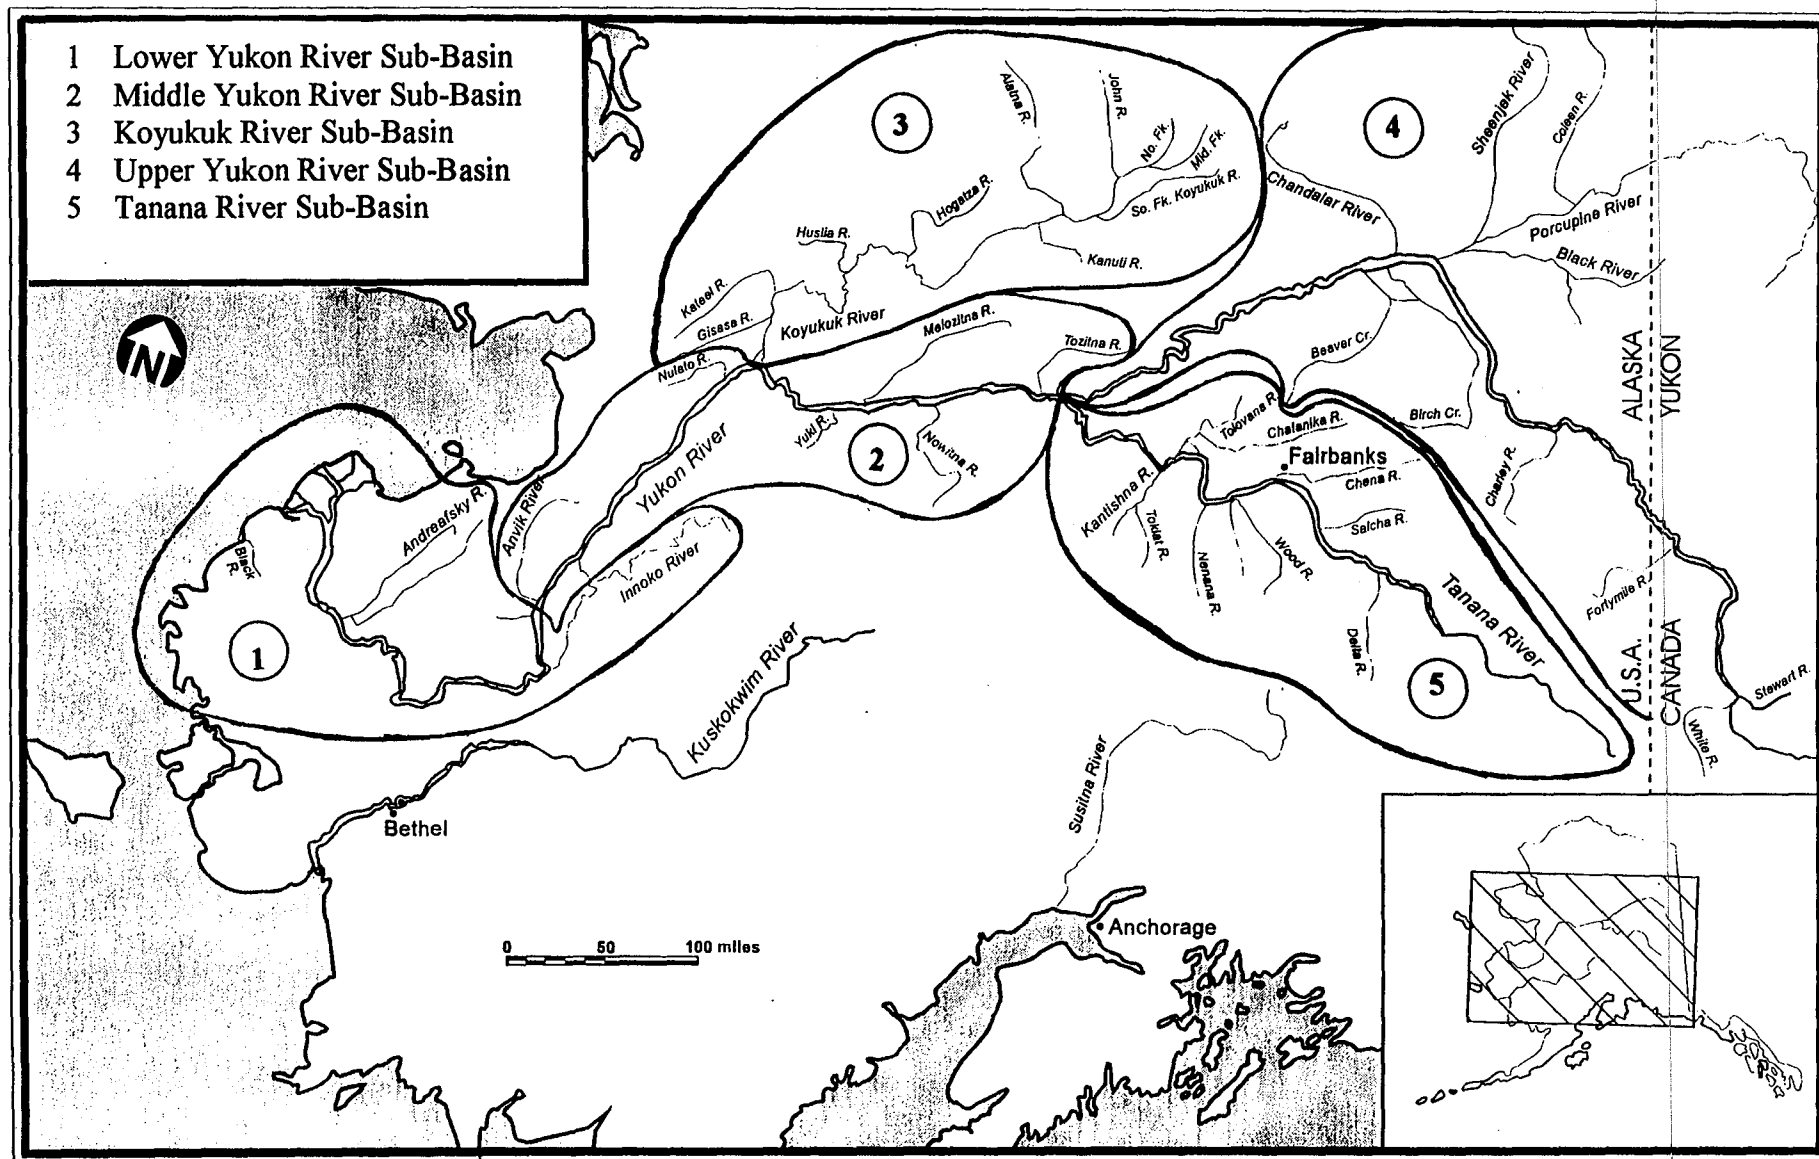 1 Lower Yukon River Sub-Basin
2 Middle Yukon River Sub-Basin
3 Koyukuk River Sub-Basin
4 Upper Yukon River Sub-Basin
5 Tanana River Sub-Basin
N
3
4
Alatna R.
John R.
No. Fk.
Mid. Fk.
So. Fk. Koyukuk R.
Hogatza R.
Huslia R.
Kanuti R.
Kateel R.
Gisasa R.
Koyukuk River
Sheenjek River
Coleen R.
Chandalar River
Porcupine River
Black River
Melozitna R.
Tozitna R.
Nulato R.
Beaver Cr.
ALASKA
YUKON
Birch Cr.
Yuki R.
2
Nowitna R.
Yukon River
Tolovana R.
Chatanika R.
Fairbanks
Chena R.
Charley R.
Kantishna R.
Toklat R.
Nenana R.
Wood R.
Salcha R.
Andreafsky R.
Anvik River
Innoko River
Black
R.
1
Tanana River
Delta R.
5
Fortymile R.
U.S.A.
CANADA
Stewart R.
White R.
Kuskokwim River
Susitna River
Bethel
Anchorage
0 50 100 miles